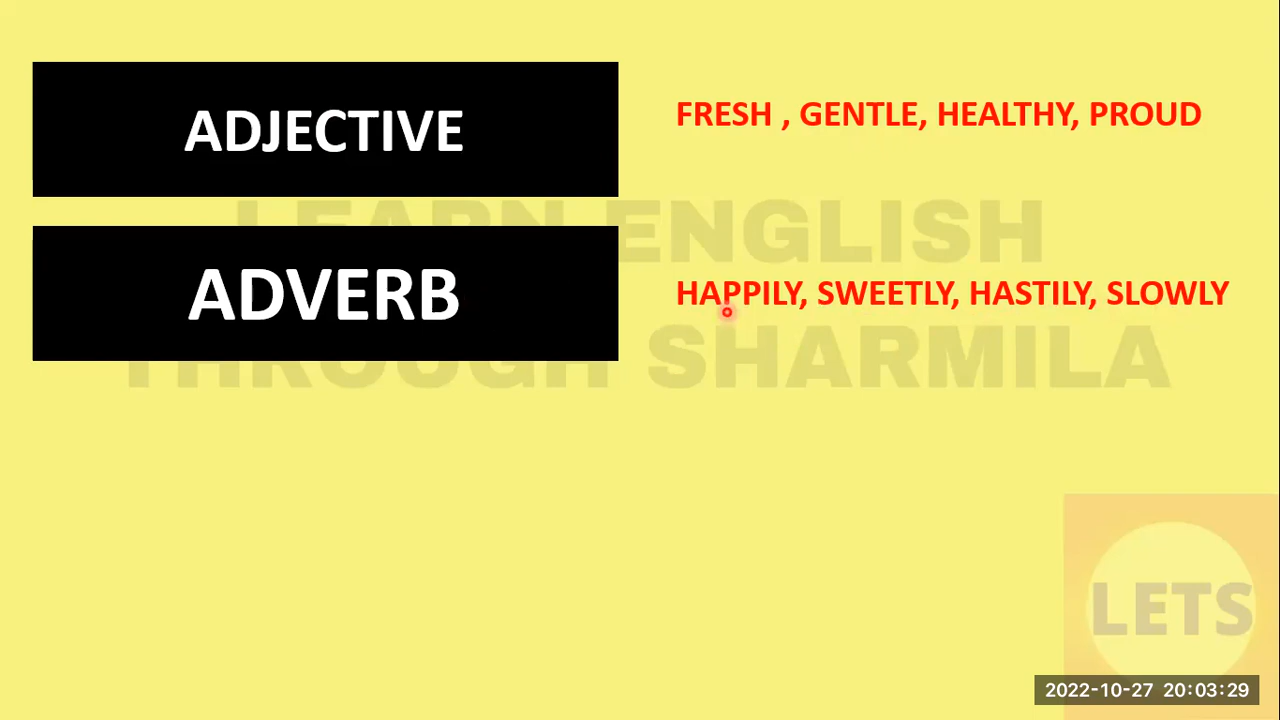 ADJECTIVE
FRESH , GENTLE, HEALTHY, PROUD
LEARN ENGLISH
ADVERB
HAPPILY, SWEETLY, HASTILY, SLOWLY
THROUGH SHARMILA
LETS
2022-10-27 20:03:29